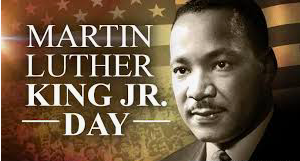 MARTIN
LUTHER
KING JR.
— DAY —